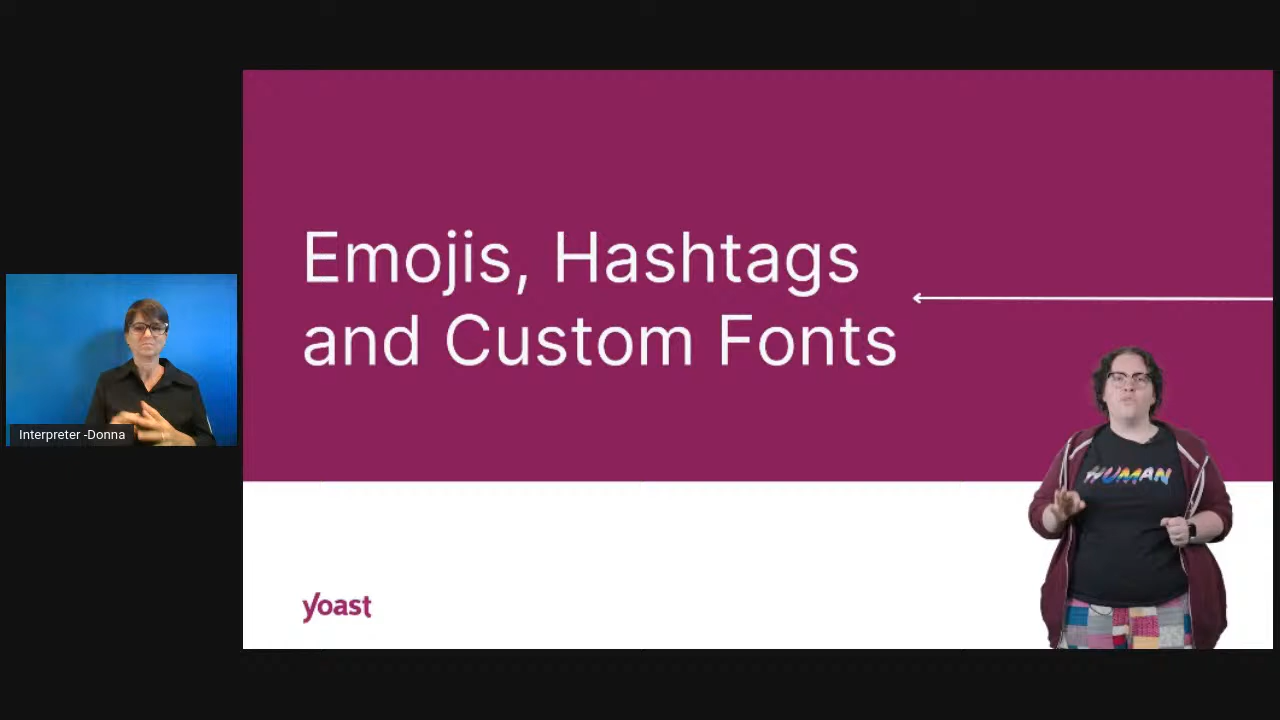 Emojis, Hashtags
and Custom Fonts
HUMAN
Interpreter -Donna
yoast